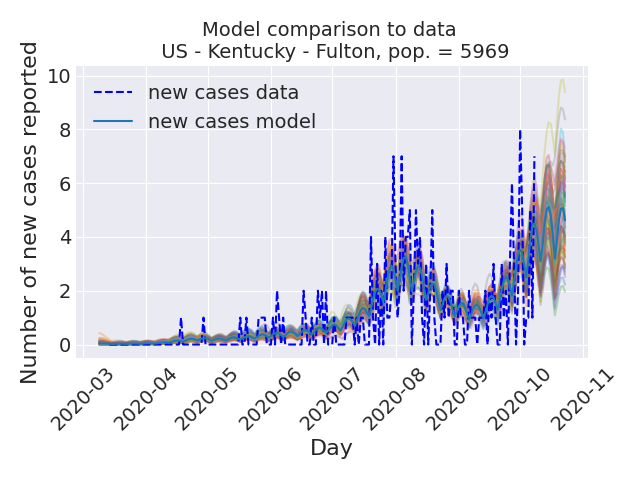 Model comparison to data
US - Kentucky - Fulton, pop. = 5969
Number of new cases reported
10
8
6
4
2
0
new cases data
new cases model
2020-03
2020-04
2020-05
2020-06
2020-07
2020-08
2020-09
2020-10
2020-11
Day